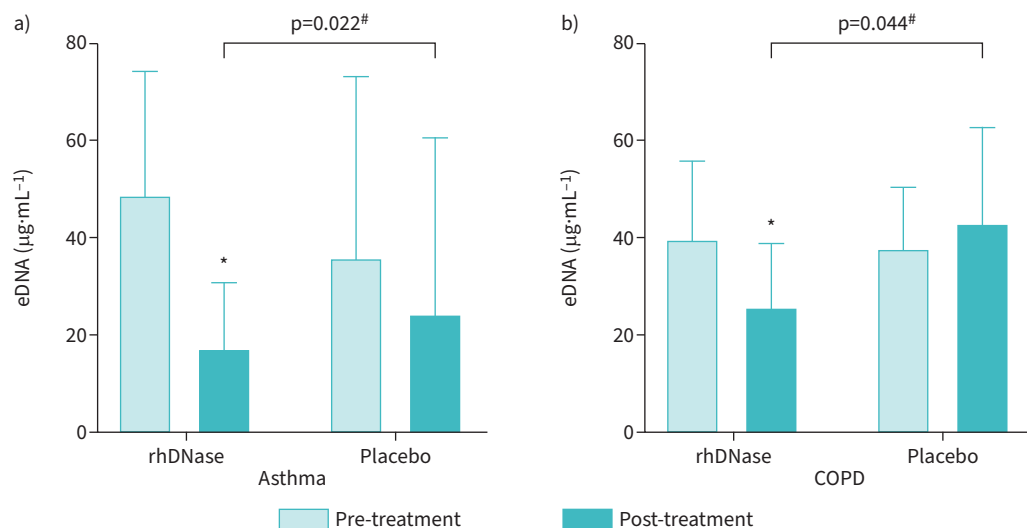 a)
p=0.022#
80
60
40
20
0
eDNA (µg·mL−1)
*
rhDNase
Placebo
Asthma
b)
p=0.044#
80
60
40
20
0
eDNA (µg·mL−1)
*
rhDNase
Placebo
COPD
Pre-treatment
Post-treatment